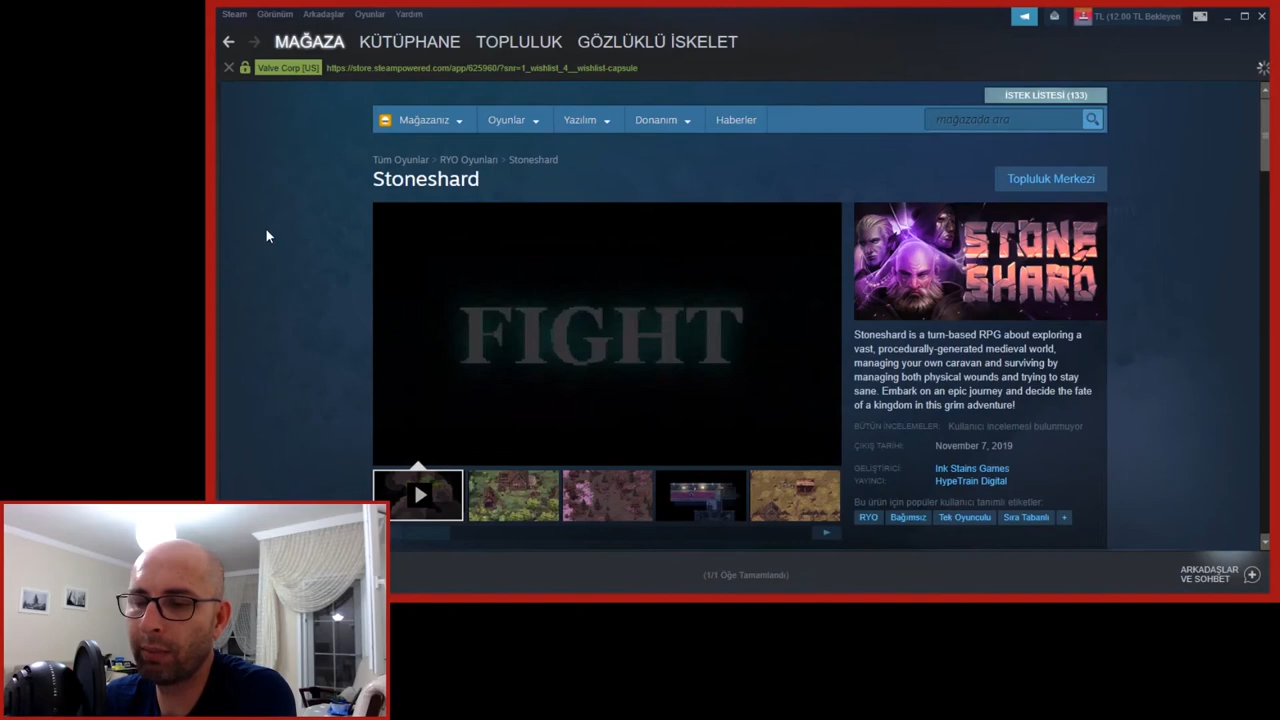 Steam Görünüm Arkadaşlar Oyunlar Yardım
TL (12.00 TL Bekleyen
MAĞAZA KÜTÜPHANE TOPLULUK GÖZLÜKLÜ İSKELET
Valve Corp [US] https://store.steampowered.com/app/625960/?snr=1_wishlist_4__wishlist-capsule
İSTEK LİSTESİ (133)
Mağazanız Oyunlar Yazılım Donanım Haberler mağazada ara
Tüm Oyunlar > RYO Oyunları > Stoneshard
Stoneshard
Topluluk Merkezi
FIGHT
STONE
SHARD
Stoneshard is a turn-based RPG about exploring a
vast, procedurally-generated medieval world,
managing your own caravan and surviving by
managing both physical wounds and trying to stay
sane. Embark on an epic journey and decide the fate
of a kingdom in this grim adventure!
BÜTÜN İNCELEMELER: Kullanıcı incelemesi bulunmuyor
ÇIKIŞ TARİHİ: November 7, 2019
GELİŞTİRİCİ: Ink Stains Games
YAYINCI: HypeTrain Digital
Bu ürün için popüler kullanıcı tanımlı etiketler:
RYO Bağımsız Tek Oyunculu Sıra Tabanlı +
(1/1 Öğe Tamamlandı)
ARKADAŞLAR
VE SOHBET